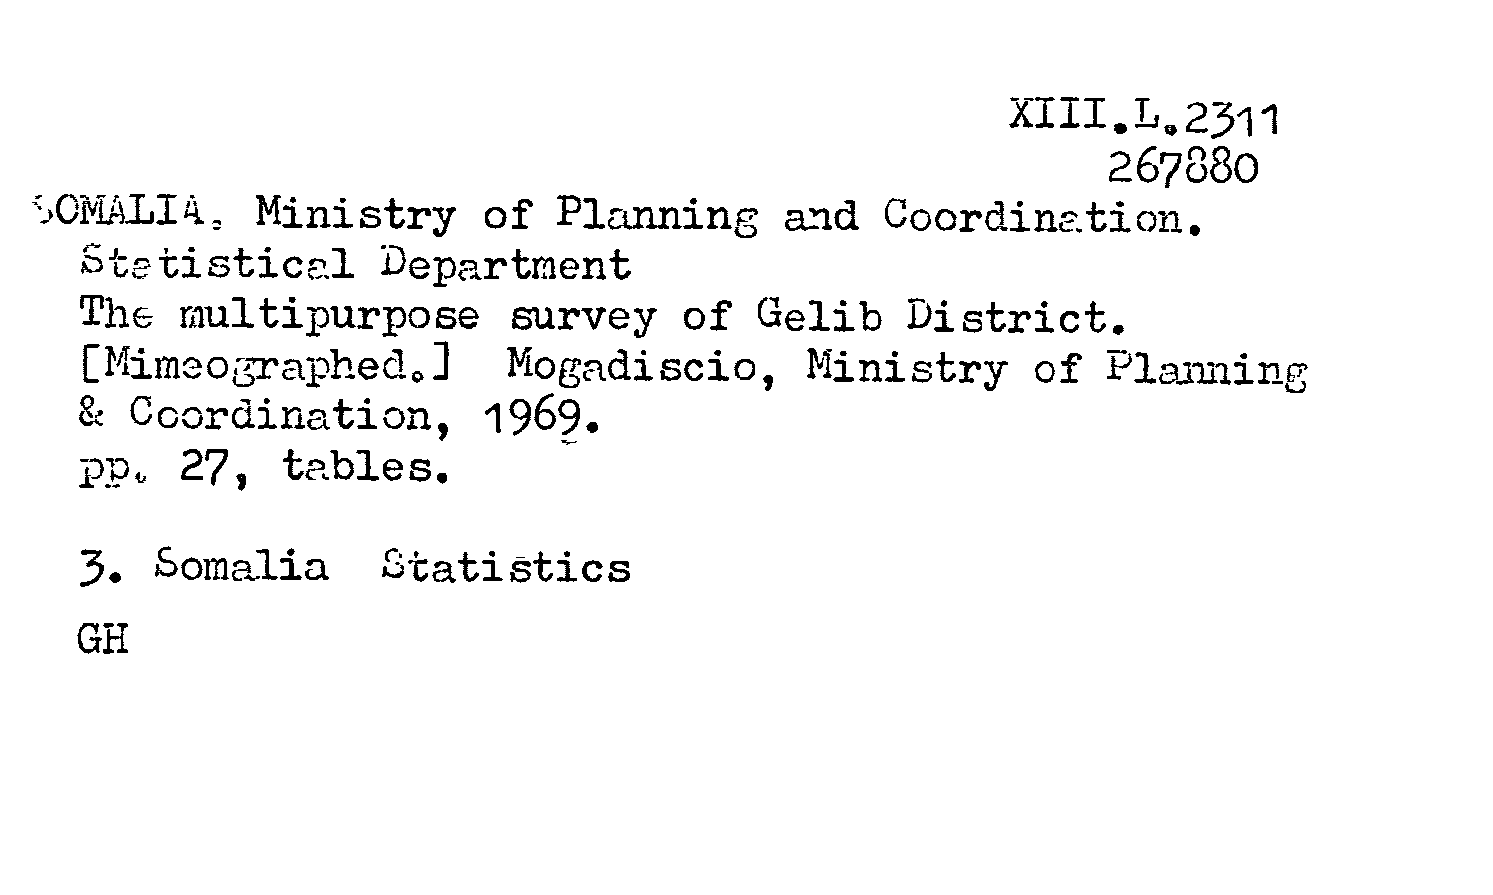 XIII.L.2311
267880
SOMALIA. Ministry of Planning and Coordination.
Statistical Department
The multipurpose survey of Gelib District.
[Mimeographed.] Mogadiscio, Ministry of Planning
& Coordination, 1969.
pp. 27, tables.
3. Somalia Statistics
GH